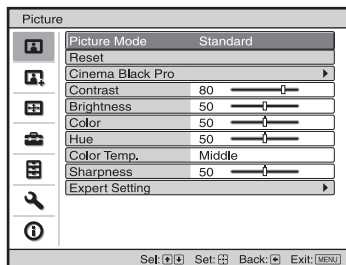 Picture
Picture Mode Standard
Reset
Cinema Black Pro
Contrast 80
Brightness 50
Color 50
Hue 50
Color Temp. Middle
Sharpness 50
Expert Setting
Sel: Set: Back: Exit: MENU